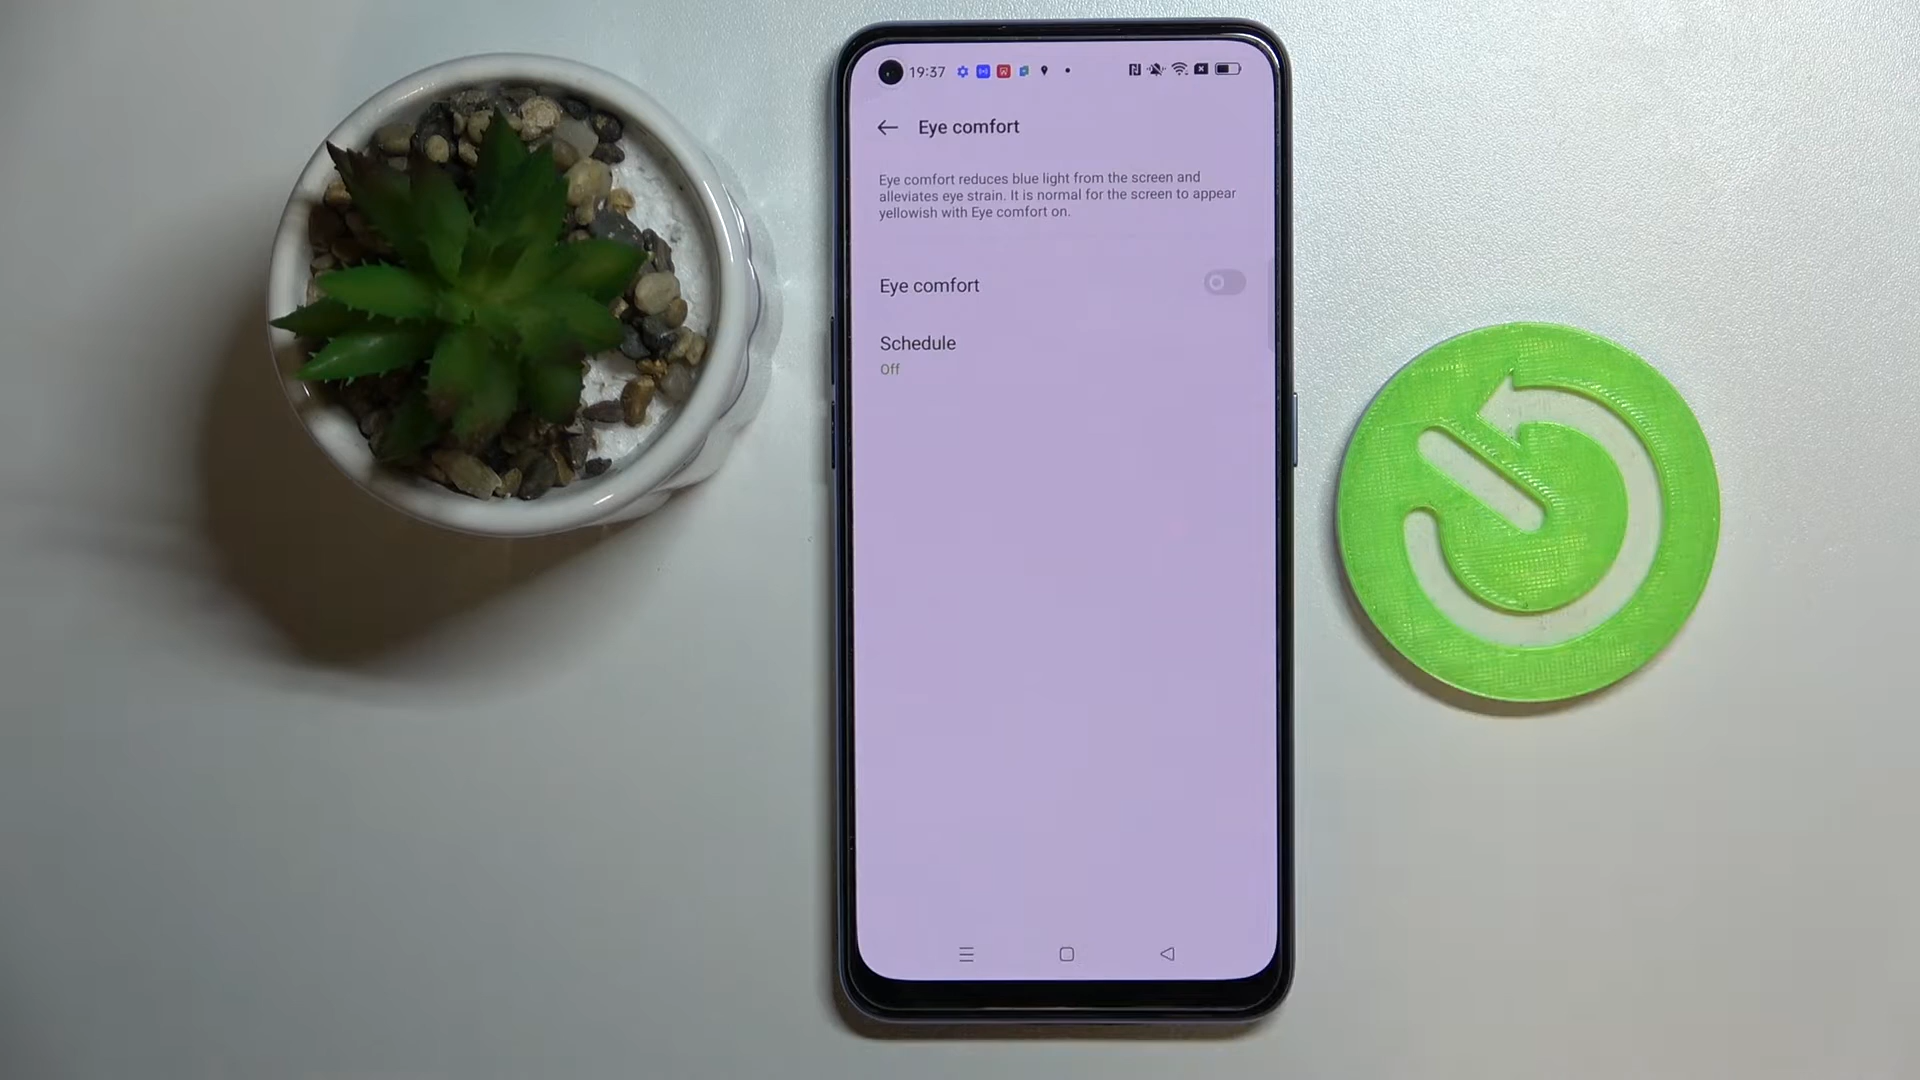 19:37
Eye comfort
Eye comfort reduces blue light from the screen and
alleviates eye strain. It is normal for the screen to appear
yellowish with Eye comfort on.
Eye comfort
Schedule
Off